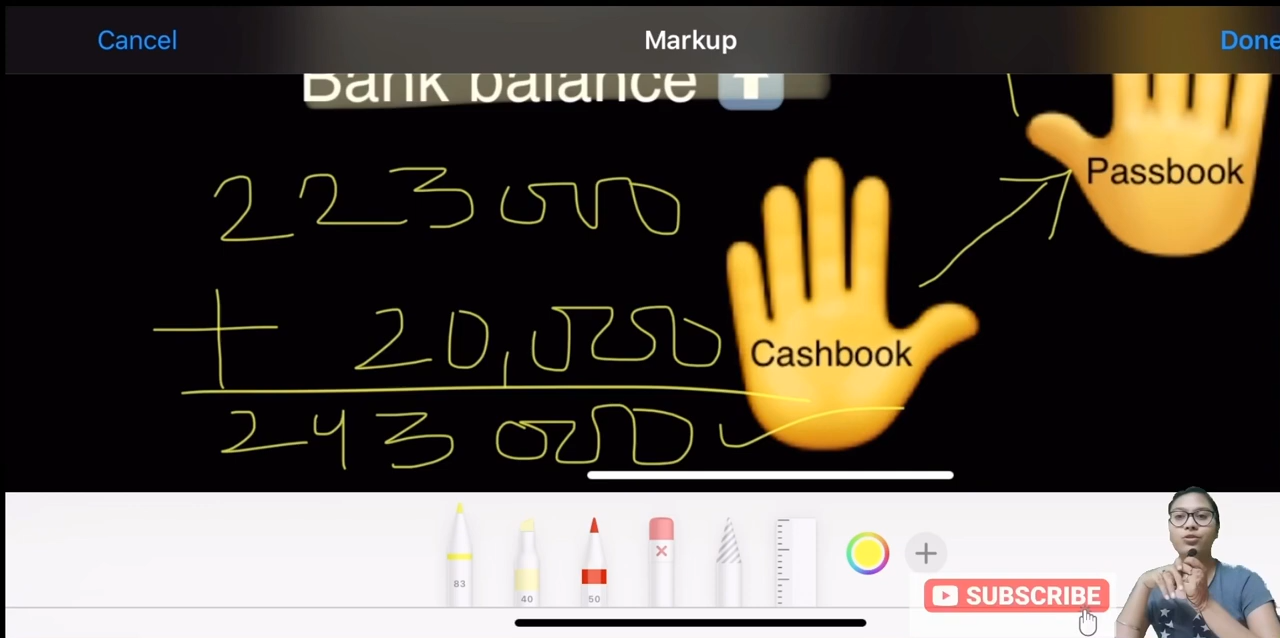 Cancel Markup Done
Bank balance
Passbook
223000
+ 20,000
Cashbook
243000
83
40
50
SUBSCRIBE